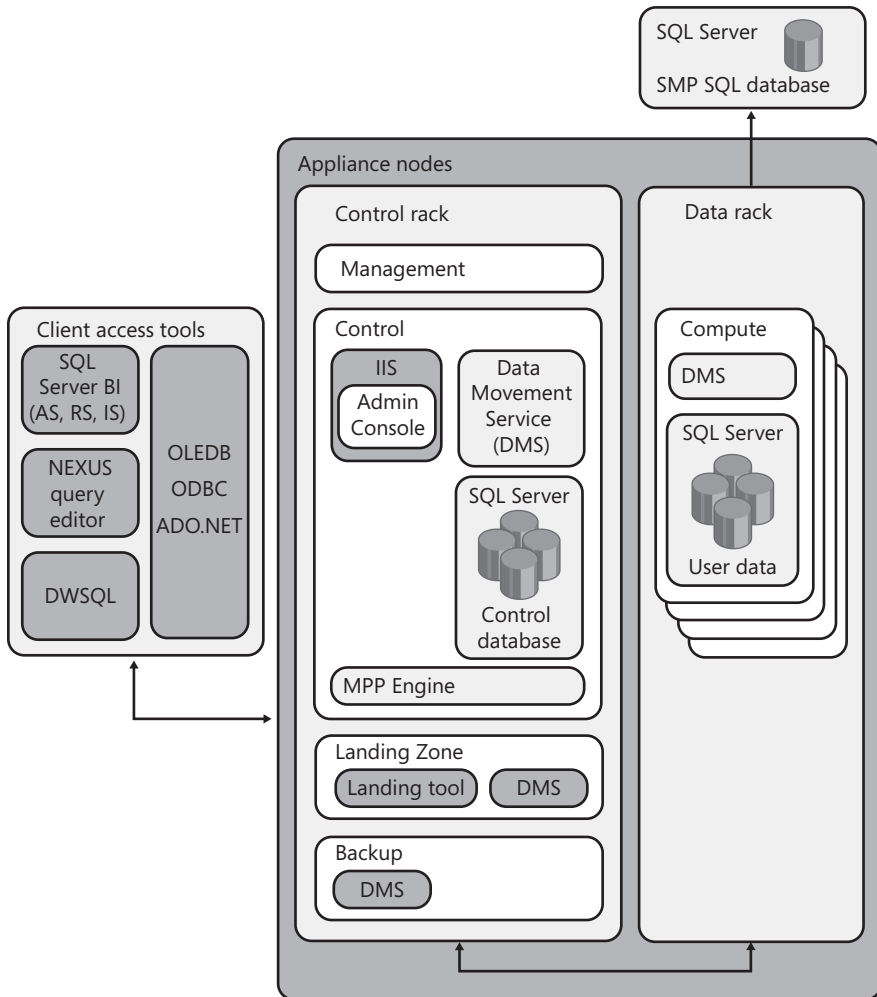 SQL Server
SMP SQL database
Appliance nodes
Control rack
Management
Control
IIS
Admin
Console
Data
Movement
Service
(DMS)
SQL Server
Control
database
MPP Engine
Landing Zone
Landing tool
DMS
Backup
DMS
Data rack
Compute
DMS
SQL Server
User data
Client access tools
SQL
Server BI
(AS, RS, IS)
NEXUS
query
editor
DWSQL
OLEDB
ODBC
ADO.NET